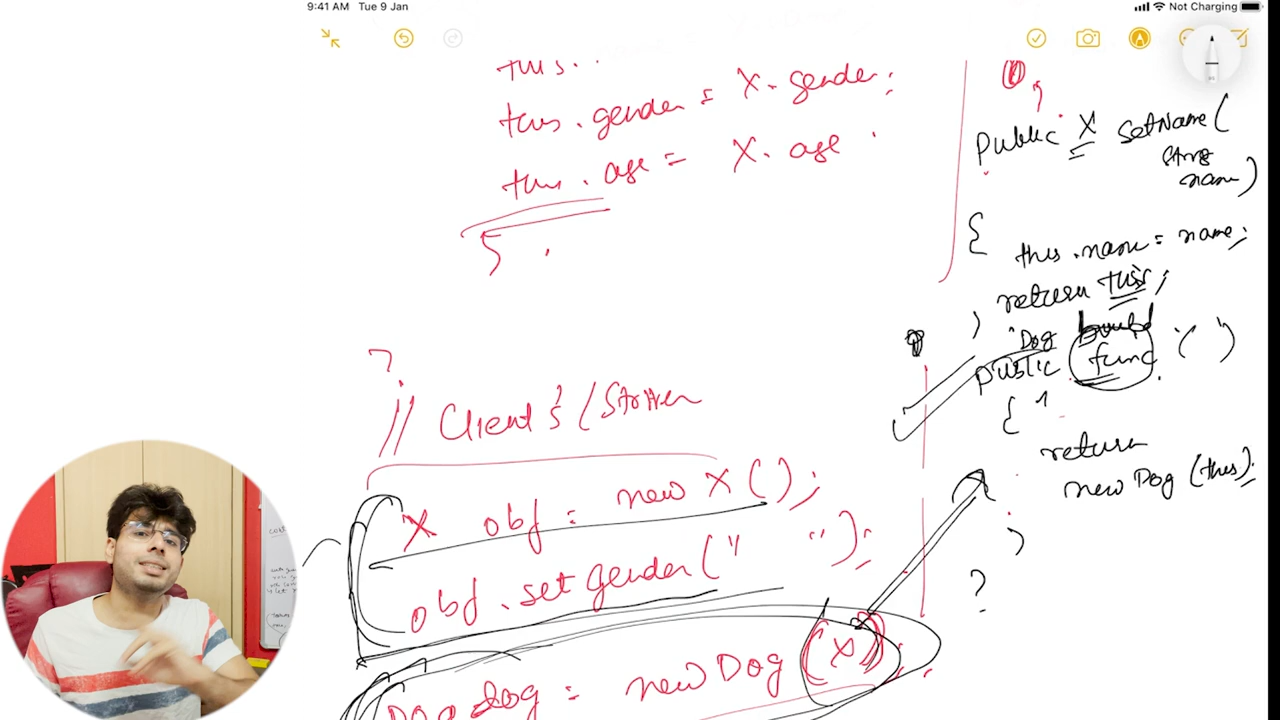 9:41 AM Tue 9 Jan
Not Charging
this.
this.gender = X.gender;
this.age = X.age
}
// Client's / 
X obj = new X();
obj.setgender(" ");
Dog dog = new Dog (X);
public X setName(
String
name)
{
this.name = name;
return this;
}
Dog build
public func ( )
{
return
new Dog (this);
}